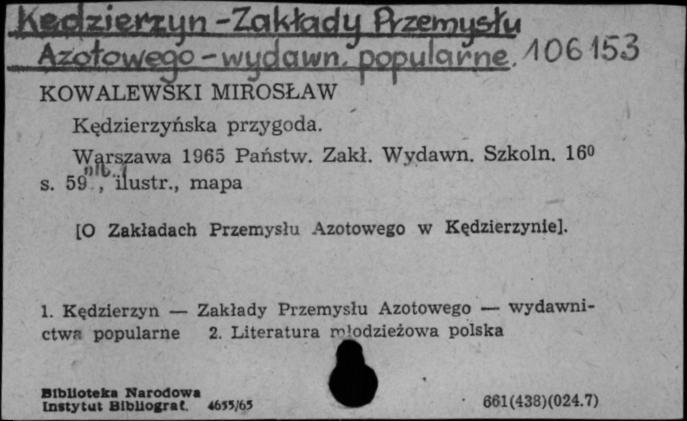 Kędzierzyn - Zakłady Przemysłu
Azotowego - wydawn. popularne. 106153
KOWALEWSKI MIROSŁAW
Kędzierzyńska przygoda.
Warszawa 1965 Państw. Zakł. Wydawn. Szkoln. 16⁰
s. 59 nlb. 1, ilustr., mapa
[O Zakładach Przemysłu Azotowego w Kędzierzynie].
1. Kędzierzyn — Zakłady Przemysłu Azotowego — wydawni-
ctwa popularne 2. Literatura młodzieżowa polska
Biblioteka Narodowa
Instytut Bibliograf. 4655/65 661(438)(024.7)